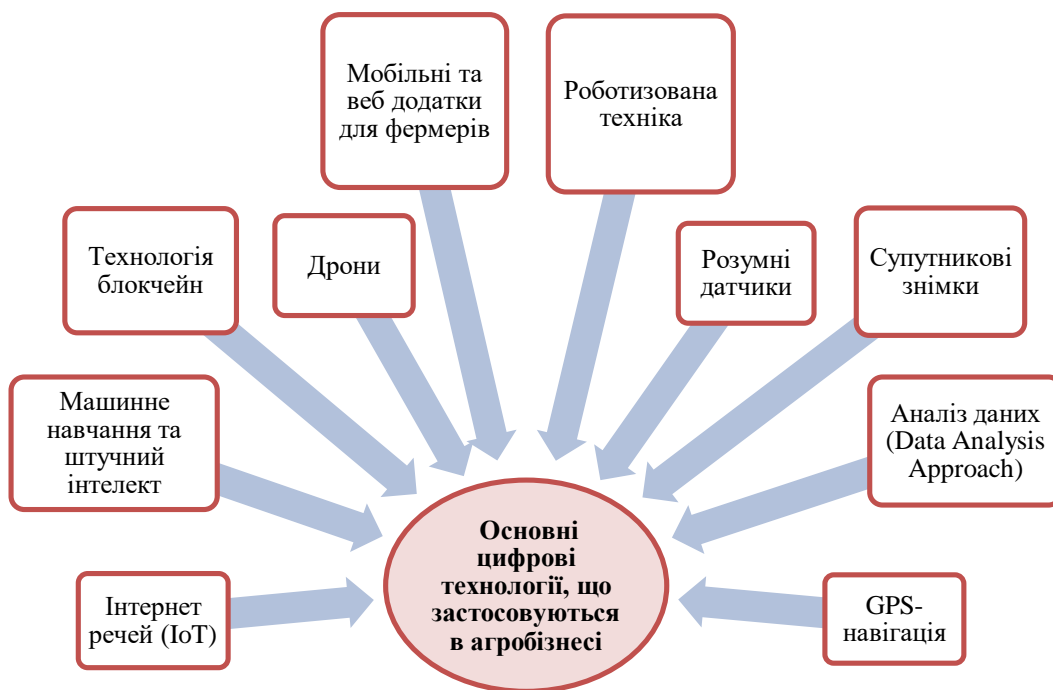 Мобільні та
веб додатки
для фермерів
Роботизована
техніка
Технологія
блокчейн
Дрони
Розумні
датчики
Супутникові
знімки
Машинне
навчання та
штучний
інтелект
Аналіз даних
(Data Analysis
Approach)
Інтернет
речей (IoT)
Основні
цифрові
технології, що
застосовуються
в агробізнесі
GPS-
навігація